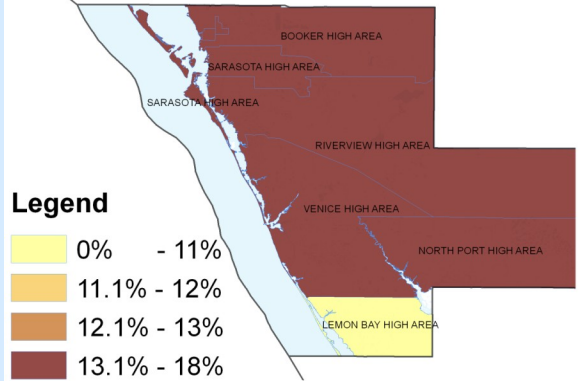 BOOKER HIGH AREA
SARASOTA HIGH AREA
SARASOTA HIGH AREA
RIVERVIEW HIGH AREA
VENICE HIGH AREA
NORTH PORT HIGH AREA
LEMON BAY HIGH AREA
Legend
0% - 11%
11.1% - 12%
12.1% - 13%
13.1% - 18%